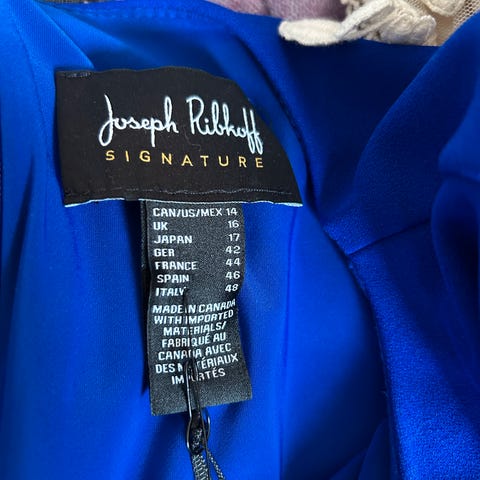 Joseph Ribkoff
SIGNATURE
CAN/US/MEX 14
UK 16
JAPAN 17
GER 42
FRANCE 44
SPAIN 46
ITALY 48
MADE IN CANADA
WITH IMPORTED
MATERIALS/
FABRIQUÉ AU
CANADA AVEC
DES MATÉRIAUX
IMPORTÉS